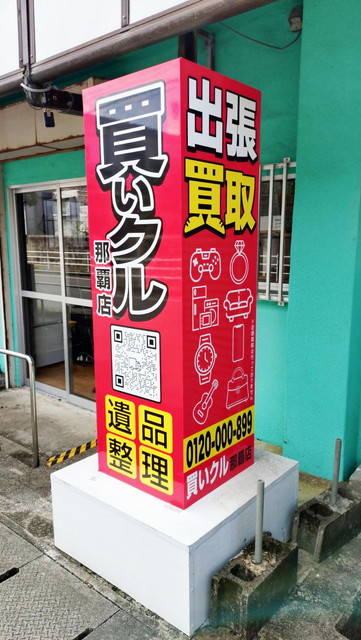 買いクル
那覇店
遺品
整理
出張
買取
0120-000-899
買いクル那覇店